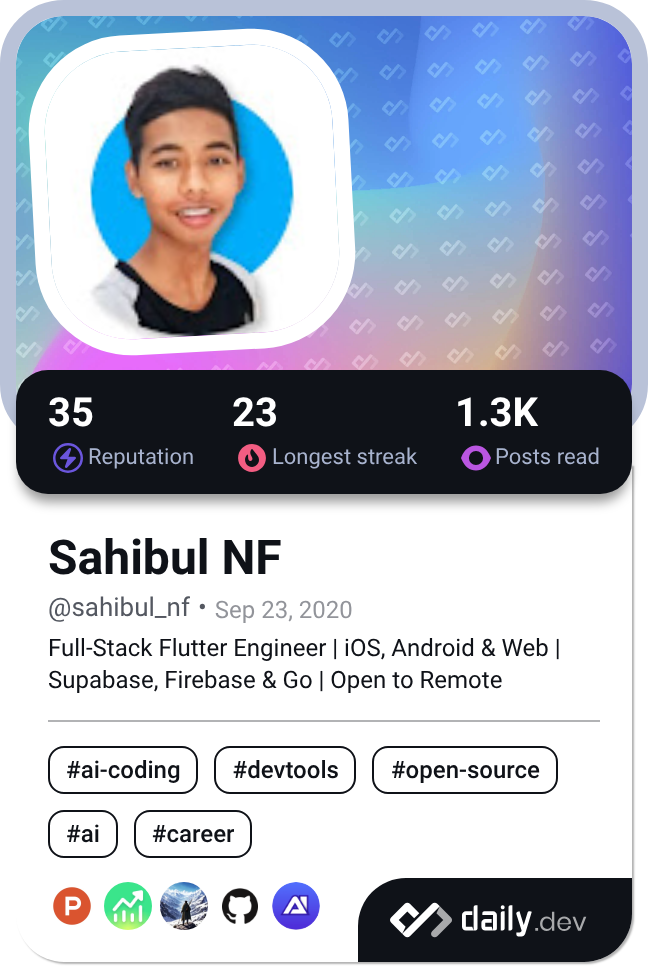 35 23 1.3K
Reputation Longest streak Posts read
Sahibul NF
@sahibul_nf • Sep 23, 2020
Full-Stack Flutter Engineer | iOS, Android & Web |
Supabase, Firebase & Go | Open to Remote
#ai-coding #devtools #open-source
#ai #career
P AI daily.dev